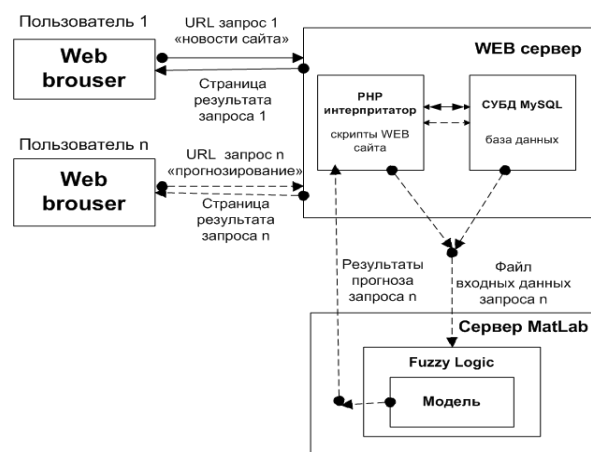 Пользователь 1
Web
brouser
URL запрос 1
«новости сайта»
Страница
результата
запроса 1
Пользователь n
Web
brouser
URL запрос n
«прогнозирование»
Страница
результата
запроса n
WEB сервер
PHP
интерпритатор
скрипты WEB
сайта
СУБД MySQL
база данных
Результаты
прогноза
запроса n
Файл
входных данных
запроса n
Сервер MatLab
Fuzzy Logic
Модель